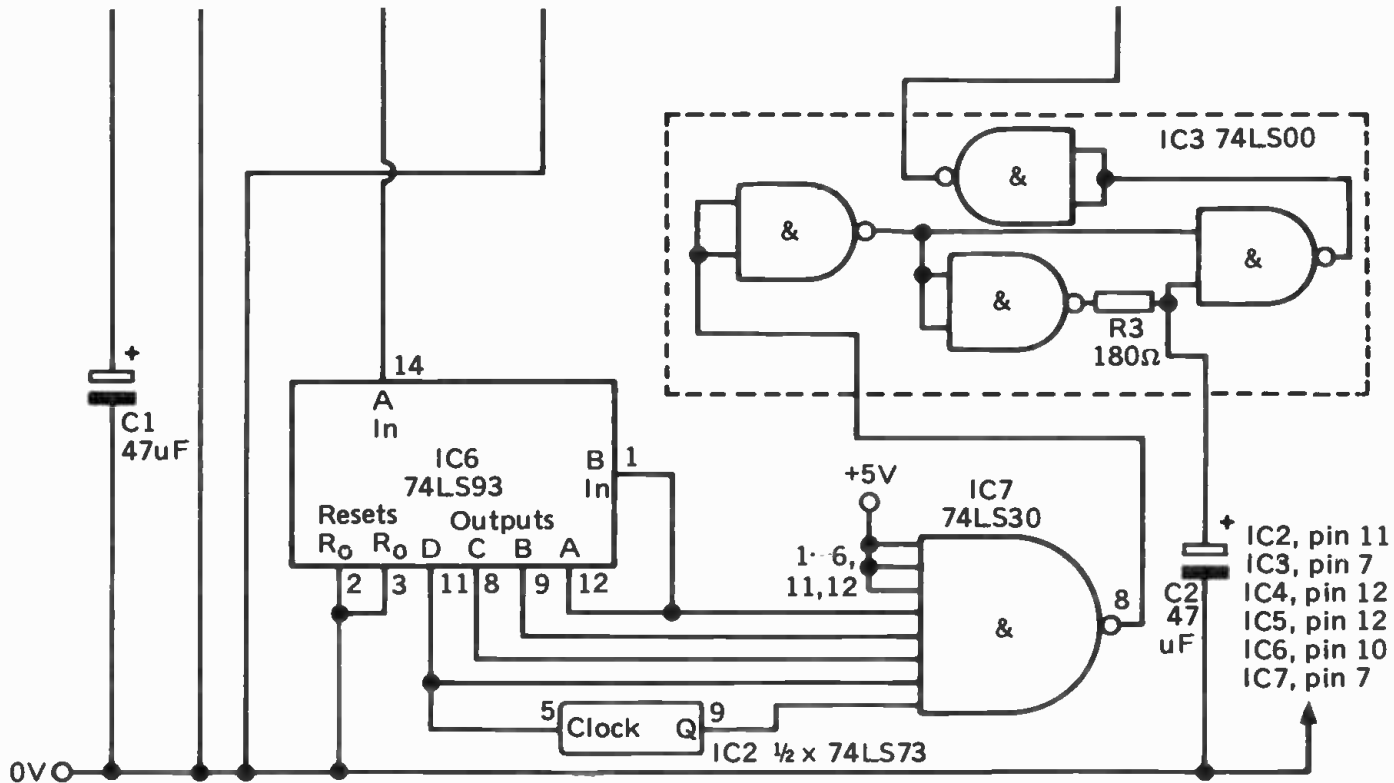 IC3 74LS00
&
&
&
&
R3
180Ω
+
C1
47uF
14
A
In
IC6
74LS93
B
In
1
Resets
Outputs
R0 R0 D C B A
2 3 11 8 9 12
+5V
IC7
74LS30
1··6,
11,12
&
8
+
C2
47
uF
IC2, pin 11
IC3, pin 7
IC4, pin 12
IC5, pin 12
IC6, pin 10
IC7, pin 7
5 Clock Q 9
IC2 ½ x 74LS73
0V